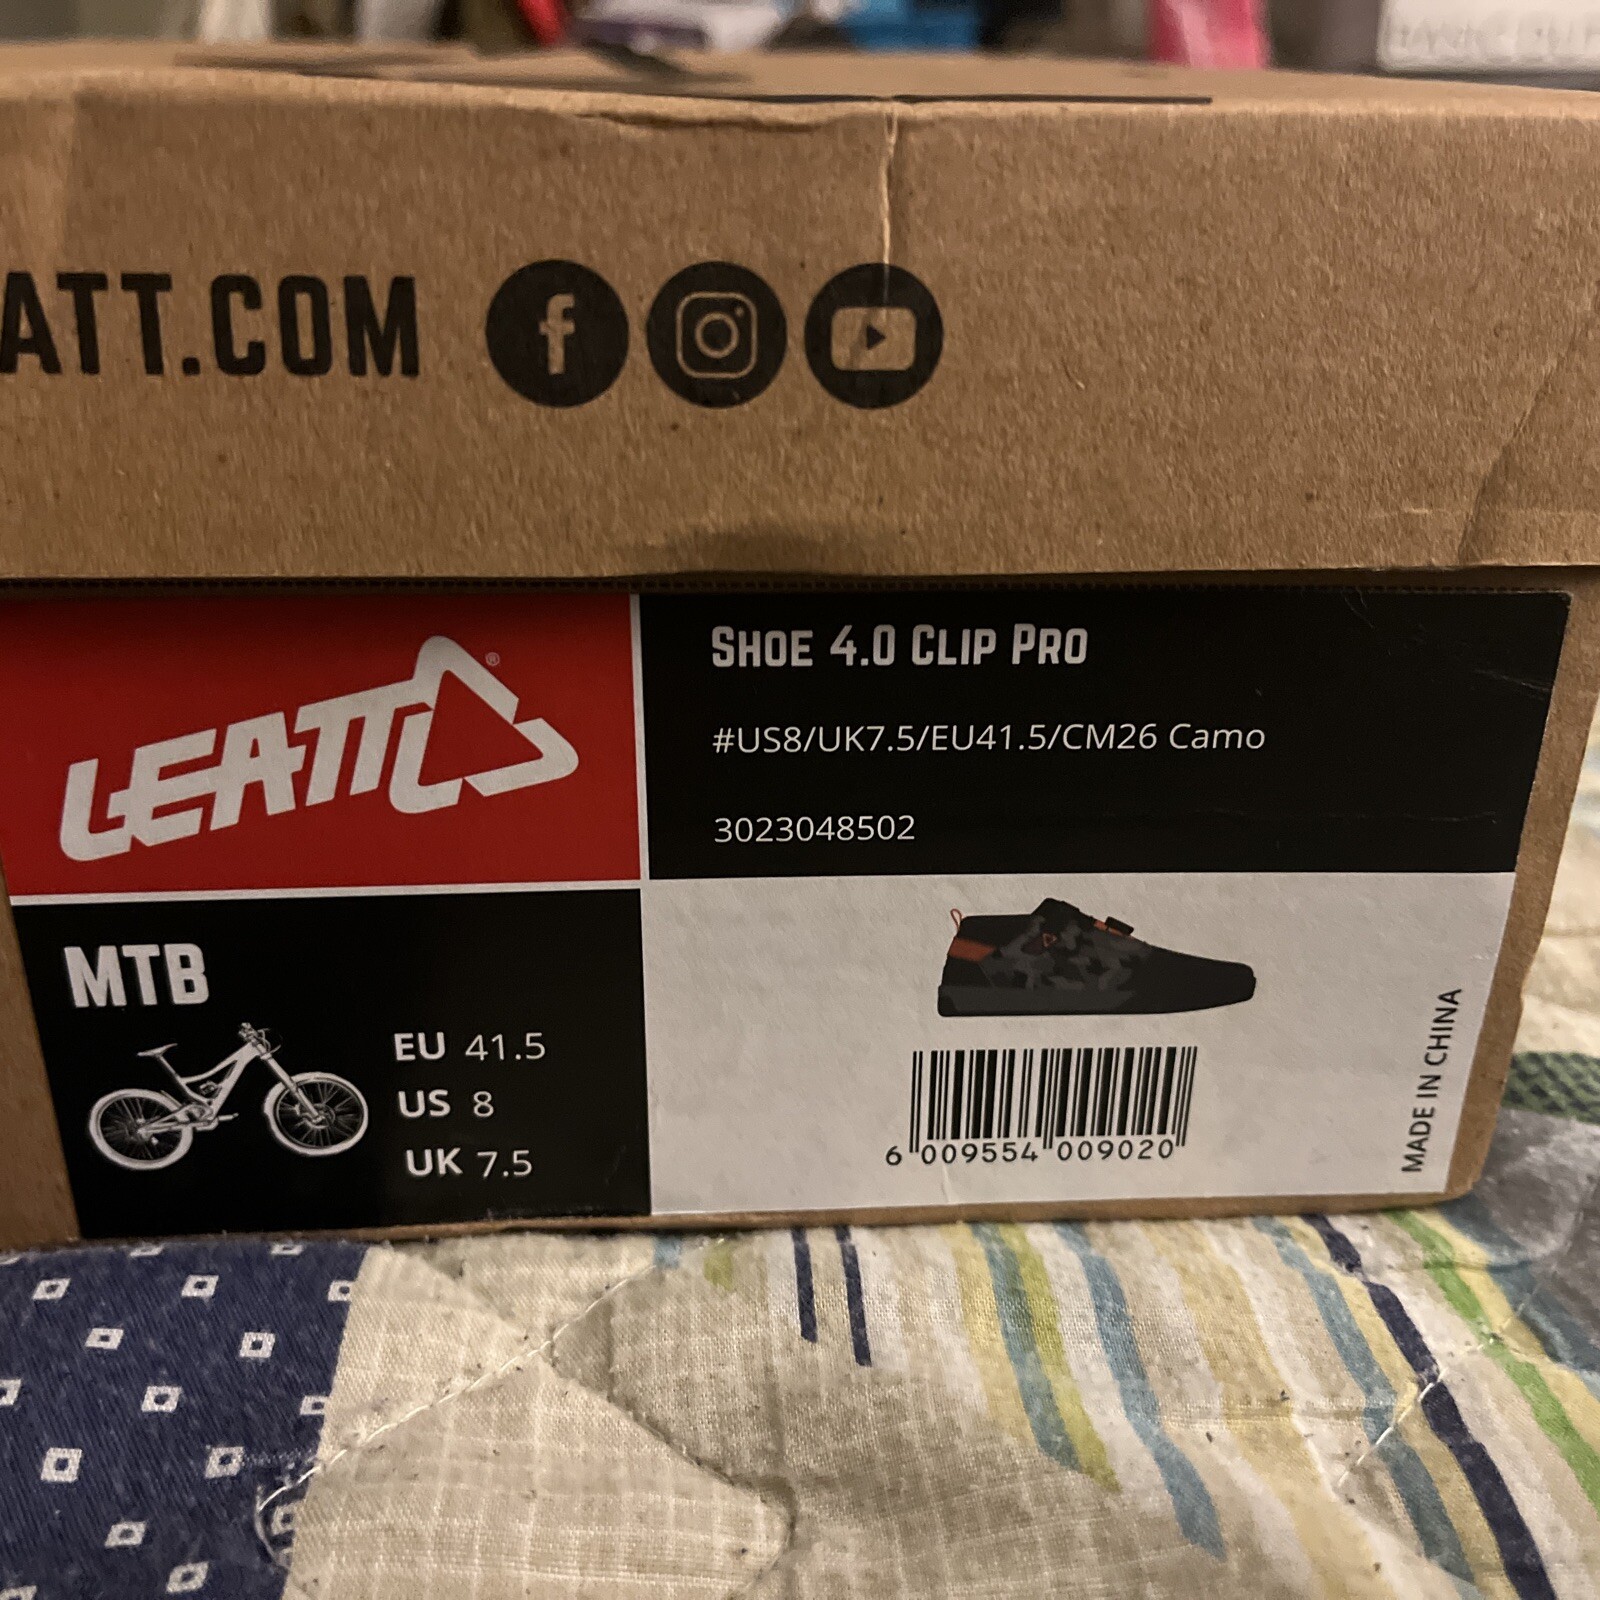 ATT.COM
SHOE 4.0 CLIP PRO
LEATT®
#US8/UK7.5/EU41.5/CM26 Camo
3023048502
MTB
EU 41.5
US 8
UK 7.5
6 009554 009020
MADE IN CHINA